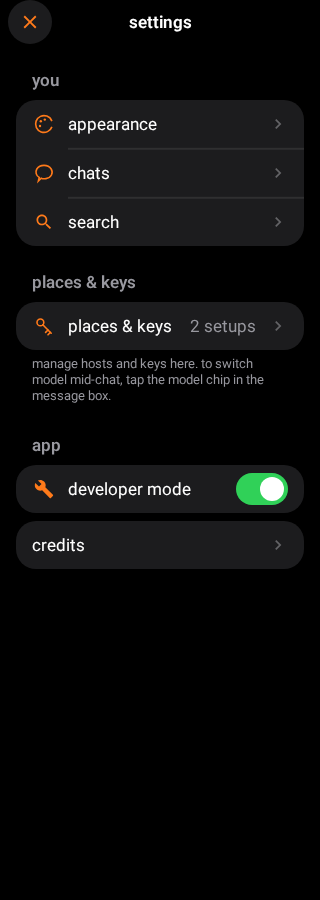 settings
you
appearance
chats
search
places & keys
places & keys 2 setups
manage hosts and keys here. to switch
model mid-chat, tap the model chip in the
message box.
app
developer mode
credits